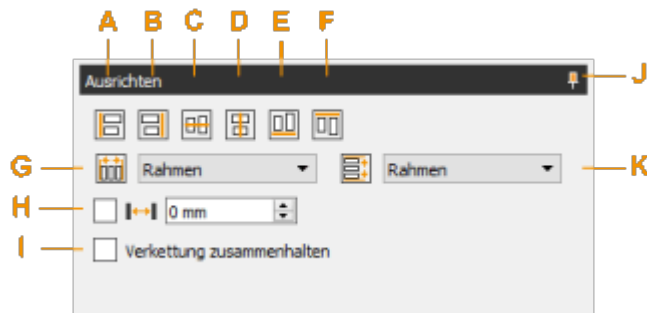 A B C D E F
Ausrichten J
G Rahmen Rahmen K
H 0 mm
I Verkettung zusammenhalten